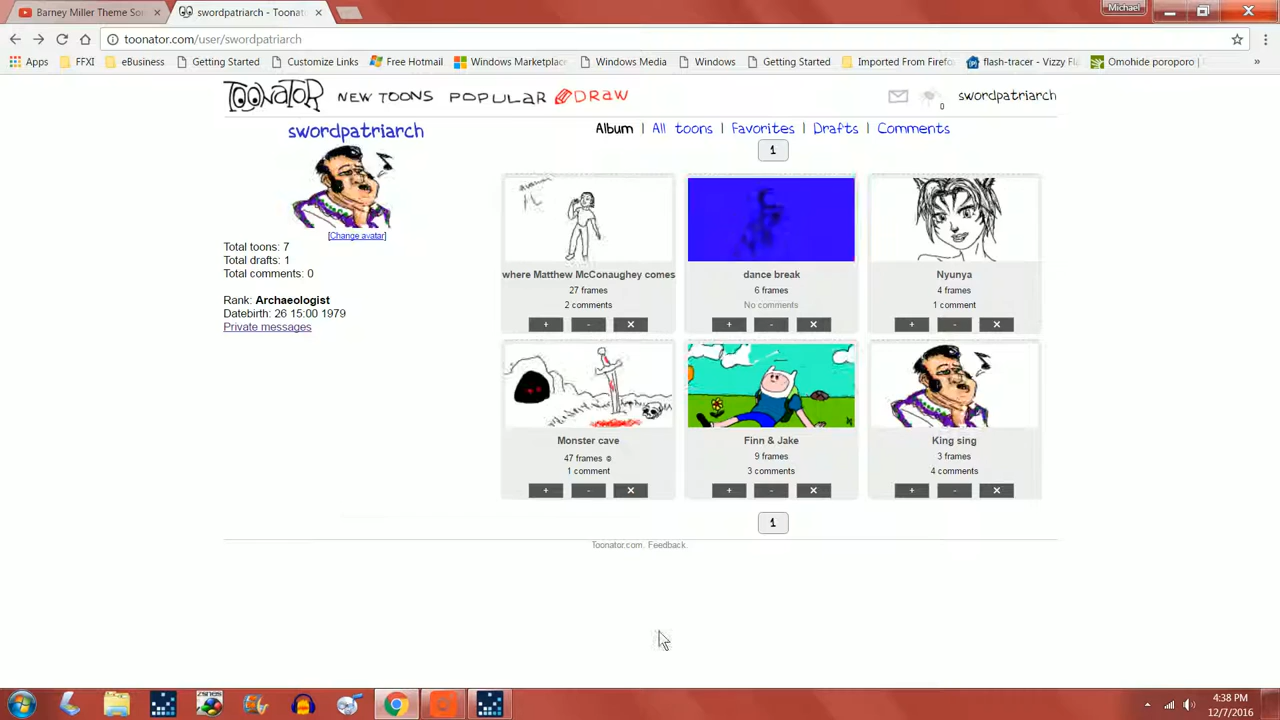 Barney Miller Theme Son
swordpatriarch - Toonato
Michael
toonator.com/user/swordpatriarch
Apps
FFXI
eBusiness
Getting Started
Customize Links
Free Hotmail
Windows Marketplace
Windows Media
Windows
Getting Started
Imported From Firefo
flash-tracer - Vizzy Fl
Omohide poroporo
TOONATOR
NEW TOONS
POPULAR
DRAW
0
swordpatriarch
swordpatriarch
[Change avatar]
Total toons: 7
Total drafts: 1
Total comments: 0
Rank: Archaeologist
Datebirth: 26 15:00 1979
Private messages
Album | All toons | Favorites | Drafts | Comments
1
where Matthew McConaughey comes
27 frames
2 comments
+ - ✕
dance break
6 frames
No comments
+ - ✕
Nyunya
4 frames
1 comment
+ - ✕
Monster cave
47 frames
1 comment
+ - ✕
Finn & Jake
9 frames
3 comments
+ - ✕
King sing
3 frames
4 comments
+ - ✕
1
Toonator.com. Feedback.
4:38 PM
12/7/2016